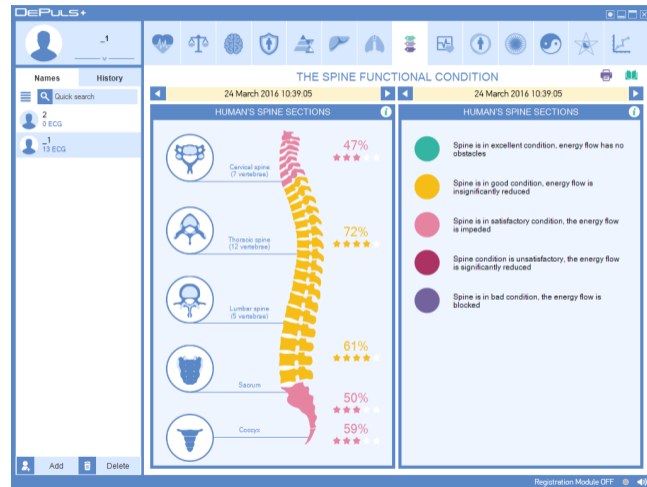 DePuls+
_1
Names
History
Quick search
2
0 ECG
_1
13 ECG
Add
Delete
THE SPINE FUNCTIONAL CONDITION
24 March 2016 10:39:05
HUMAN'S SPINE SECTIONS
Cervical spine
(7 vertebrae)
47%
Thoracic spine
(12 vertebrae)
72%
Lumbar spine
(5 vertebrae)
61%
Sacrum
50%
Coccyx
59%
24 March 2016 10:39:05
HUMAN'S SPINE SECTIONS
Spine is in excellent condition, energy flow has no
obstacles
Spine is in good condition, energy flow is
insignificantly reduced
Spine is in satisfactory condition, the energy flow
is impeded
Spine condition is unsatisfactory, the energy flow
is significantly reduced
Spine is in bad condition, the energy flow is
blocked
Registration Module OFF